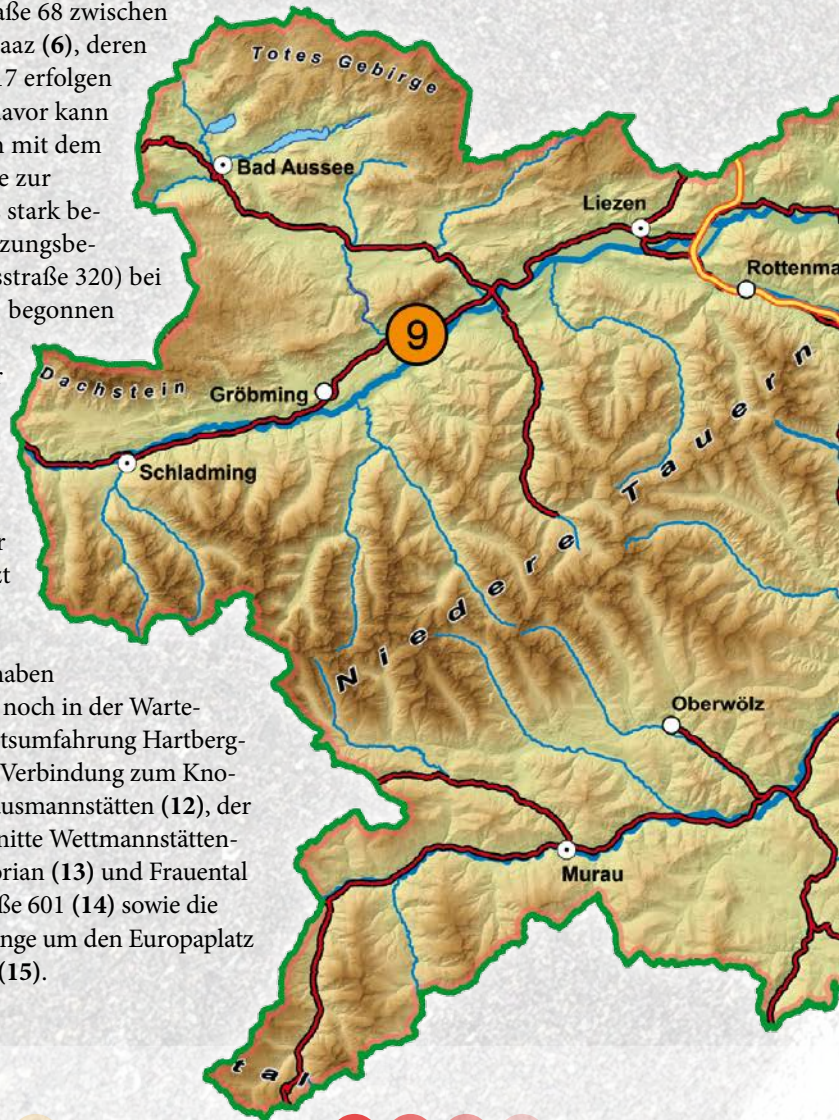 aße 68 zwischen
aaz (6), deren
17 erfolgen
davor kann
n mit dem
e zur
stark be-
zungsbe-
sstraße 320) bei
begonnen
r
zt
haben
noch in der Warte-
tsumfahrung Hartberg-
Verbindung zum Kno-
ausmannstätten (12), der
nitte Wettmannstätten-
orian (13) und Frauental
ße 601 (14) sowie die
nge um den Europaplatz
(15).
Totes Gebirge
Bad Aussee
Liezen
Rottenma
9
Dachstein
Gröbming
Schladming
Niedere Tauern
Oberwölz
Murau
tal